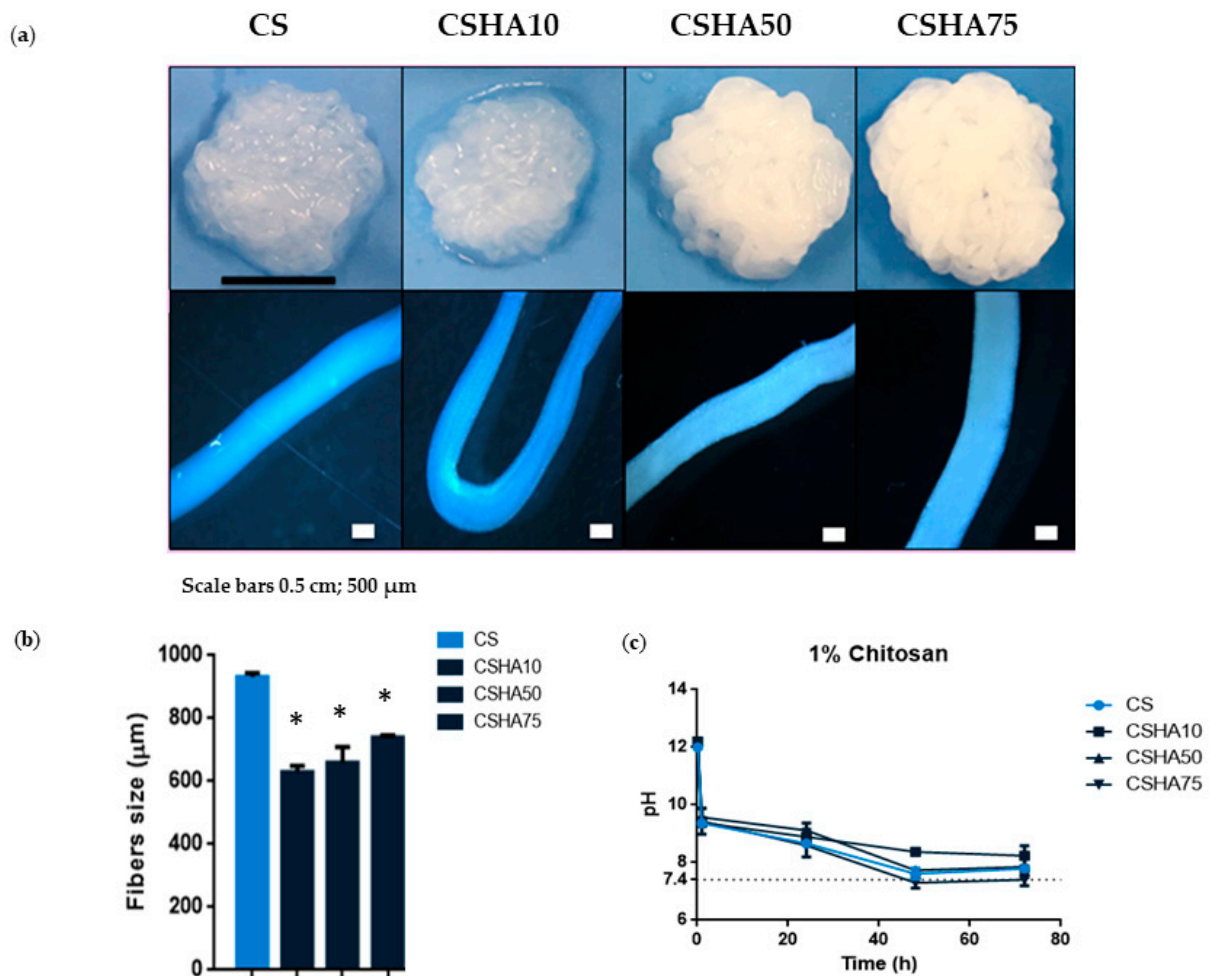 (a)
CS CSHA10 CSHA50 CSHA75
Scale bars 0.5 cm; 500 μm
(b)
CS
CSHA10
CSHA50
CSHA75
1000
800
600
400
200
0
Fibers size (μm)
* * *
(c)
1% Chitosan
14
12
10
8
7.4
6
pH
0 20 40 60 80
Time (h)
CS
CSHA10
CSHA50
CSHA75